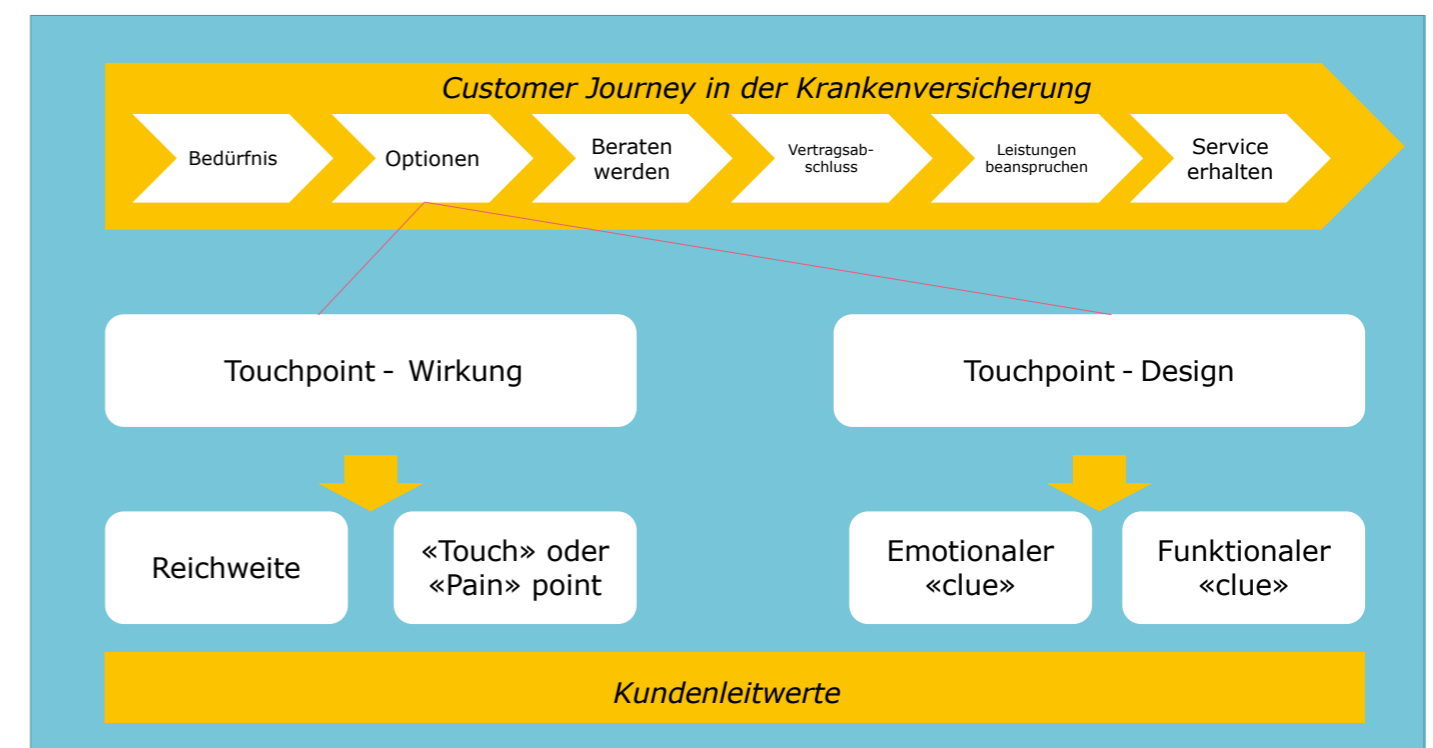 Customer Journey in der Krankenversicherung
Bedürfnis
Optionen
Beraten
werden
Vertragsab-
schluss
Leistungen
beanspruchen
Service
erhalten
Touchpoint - Wirkung
Touchpoint - Design
Reichweite
«Touch» oder
«Pain» point
Emotionaler
«clue»
Funktionaler
«clue»
Kundenleitwerte